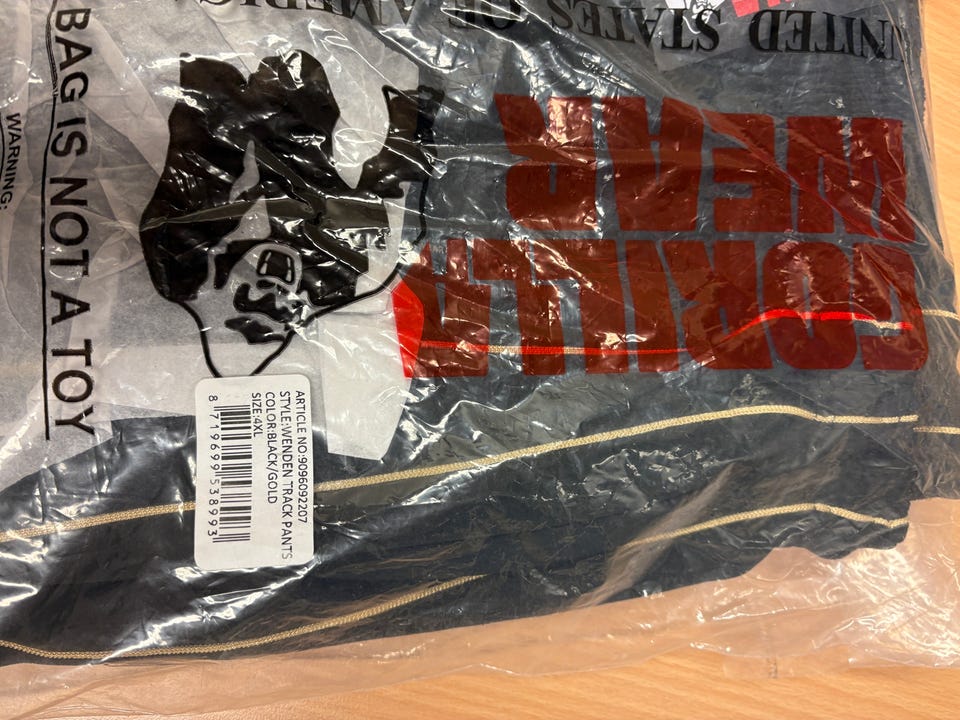 UNITED STATES OF AMERICA
GORILLA
WEAR
WARNING:
BAG IS NOT A TOY
ARTICLE NO:9096092207
STYLE:WENDEN TRACK PANTS
COLOR:BLACK/GOLD
SIZE:4XL
8 719699 538993